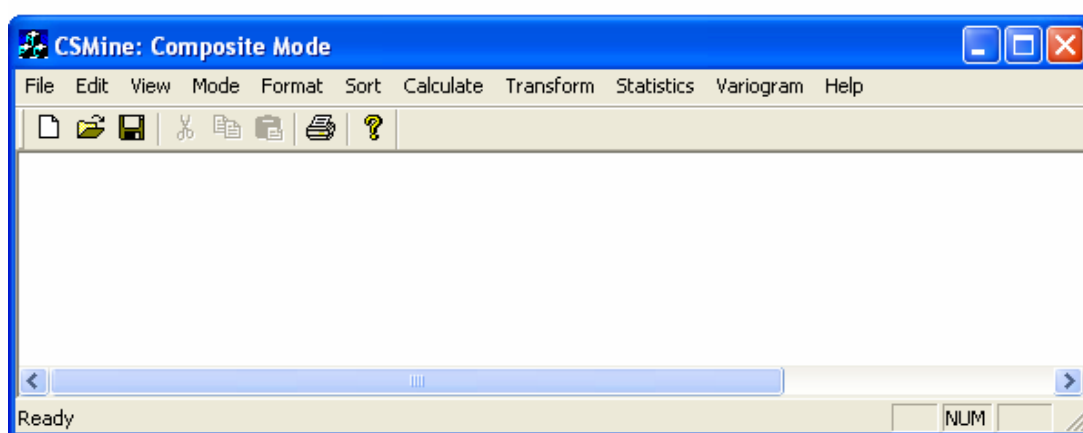 CSMine: Composite Mode
File Edit View Mode Format Sort Calculate Transform Statistics Variogram Help
Ready NUM